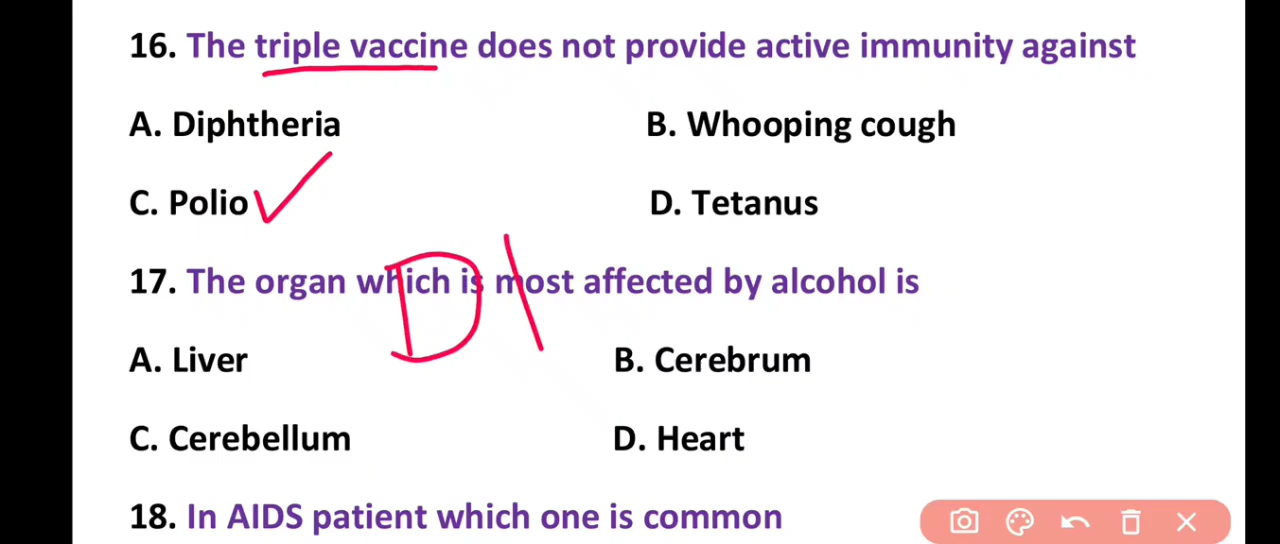 16. The triple vaccine does not provide active immunity against
A. Diphtheria B. Whooping cough
C. Polio D. Tetanus
17. The organ which is most affected by alcohol is
D
A. Liver B. Cerebrum
C. Cerebellum D. Heart
18. In AIDS patient which one is common